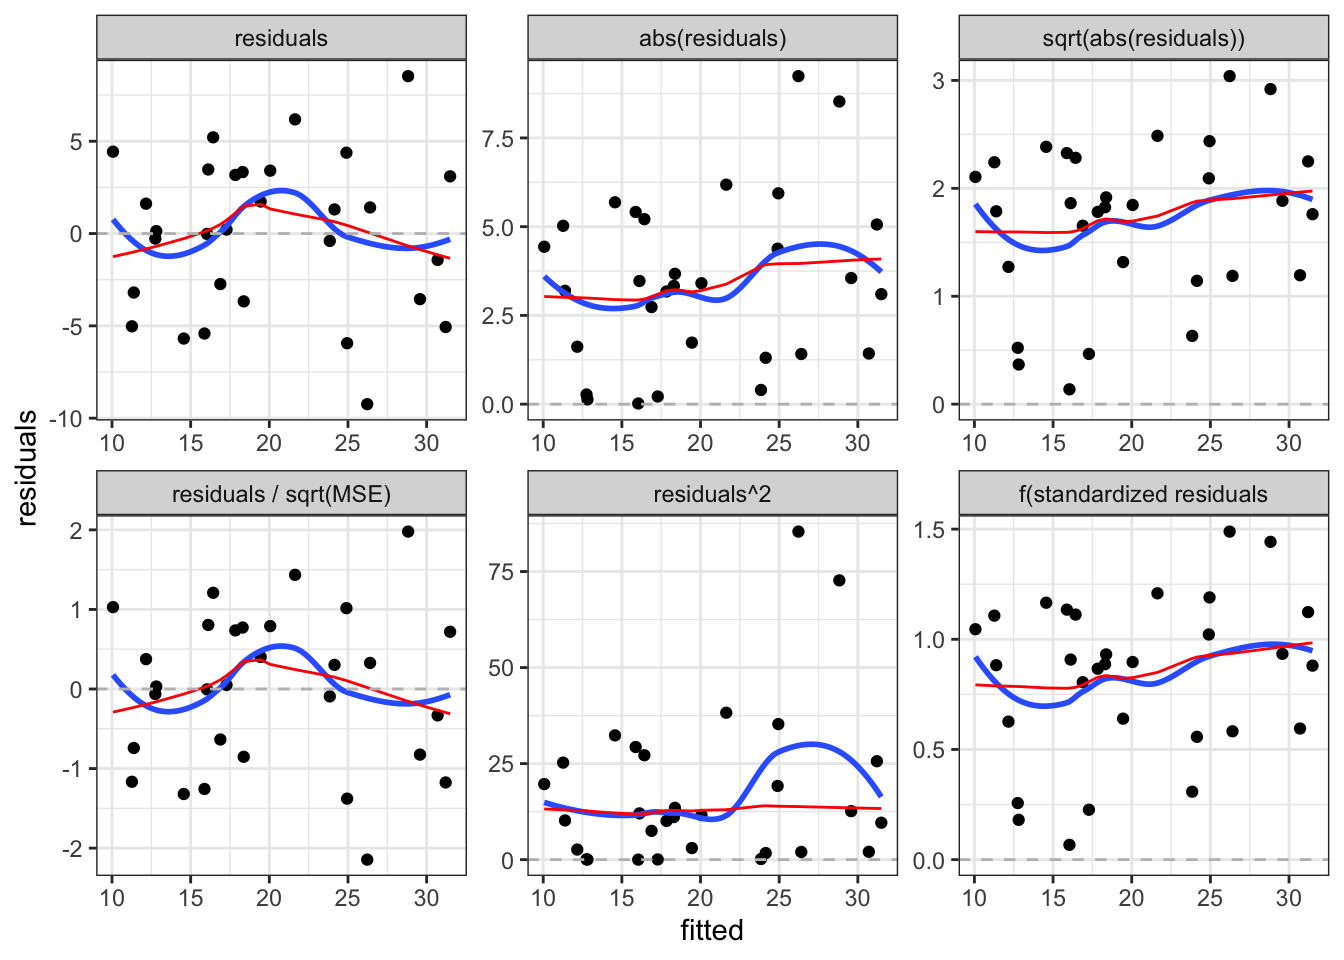 residuals
abs(residuals)
sqrt(abs(residuals))
5
0
-5
-10
10 15 20 25 30
7.5
5.0
2.5
0.0
10 15 20 25 30
3
2
1
0
10 15 20 25 30
residuals
residuals / sqrt(MSE)
residuals^2
f(standardized residuals
2
1
0
-1
-2
10 15 20 25 30
75
50
25
0
10 15 20 25 30
1.5
1.0
0.5
0.0
10 15 20 25 30
fitted